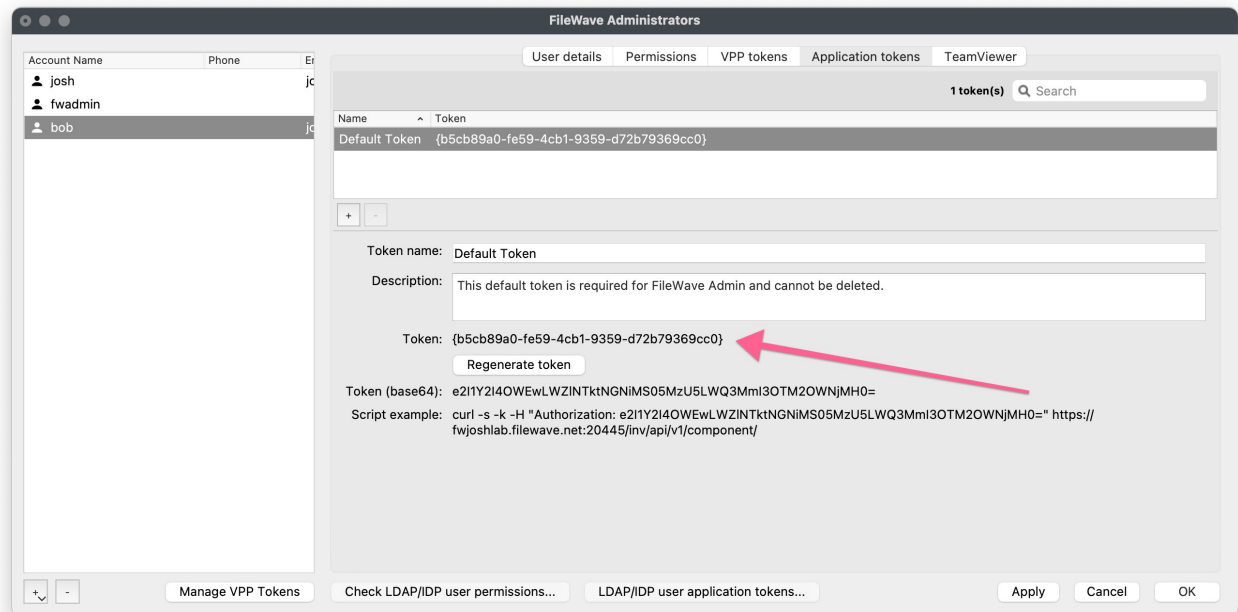 FileWave Administrators
Account Name Phone Er
josh jc
fwadmin
bob jc
User details Permissions VPP tokens Application tokens TeamViewer
1 token(s) Search
Name Token
Default Token {b5cb89a0-fe59-4cb1-9359-d72b79369cc0}
+ -
Token name: Default Token
Description: This default token is required for FileWave Admin and cannot be deleted.
Token: {b5cb89a0-fe59-4cb1-9359-d72b79369cc0}
Regenerate token
Token (base64): e2I1Y2I4OWEwLWZlNTktNGNiMS05MzU5LWQ3MmI3OTM2OWNjMH0=
Script example: curl -s -k -H "Authorization: e2I1Y2I4OWEwLWZlNTktNGNiMS05MzU5LWQ3MmI3OTM2OWNjMH0=" https://
fwjoshlab.filewave.net:20445/inv/api/v1/component/
+ - Manage VPP Tokens Check LDAP/IDP user permissions... LDAP/IDP user application tokens... Apply Cancel OK